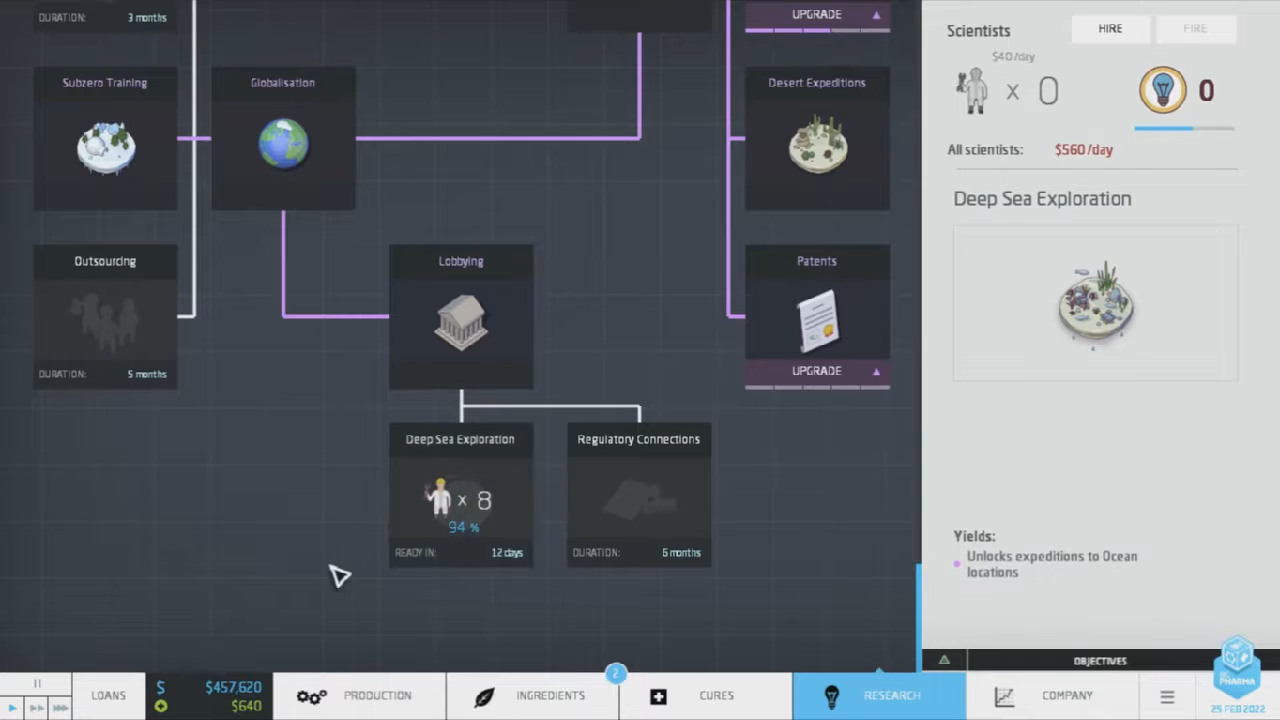 DURATION: 3 months
UPGRADE
Subzero Training
Globalisation
Desert Expeditions
Outsourcing
DURATION: 5 months
Lobbying
Patents
UPGRADE
Deep Sea Exploration
x 8
94 %
READY IN: 12 days
Regulatory Connections
DURATION: 6 months
Scientists
HIRE
FIRE
$40/day
x 0
0
All scientists: $560/day
Deep Sea Exploration
Yields:
Unlocks expeditions to Ocean
locations
OBJECTIVES
LOANS
$ $457,620
$640
PRODUCTION
INGREDIENTS
2
CURES
RESEARCH
COMPANY
PHARMA
25 FEB 2022